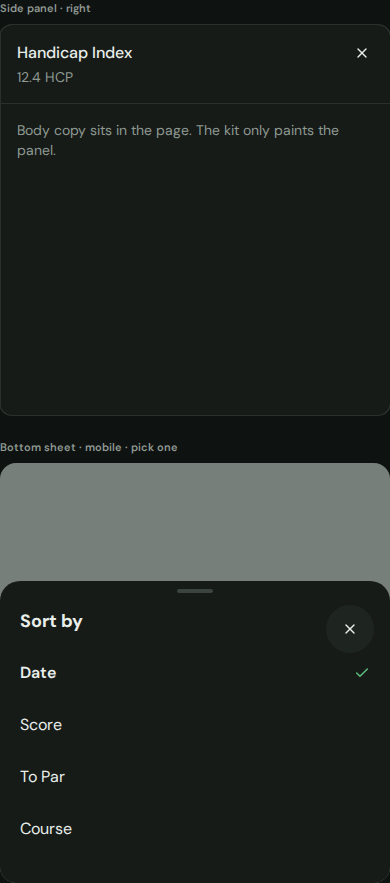 Side panel · right
Handicap Index
12.4 HCP
Body copy sits in the page. The kit only paints the
panel.
Bottom sheet · mobile · pick one
Sort by
Date
Score
To Par
Course